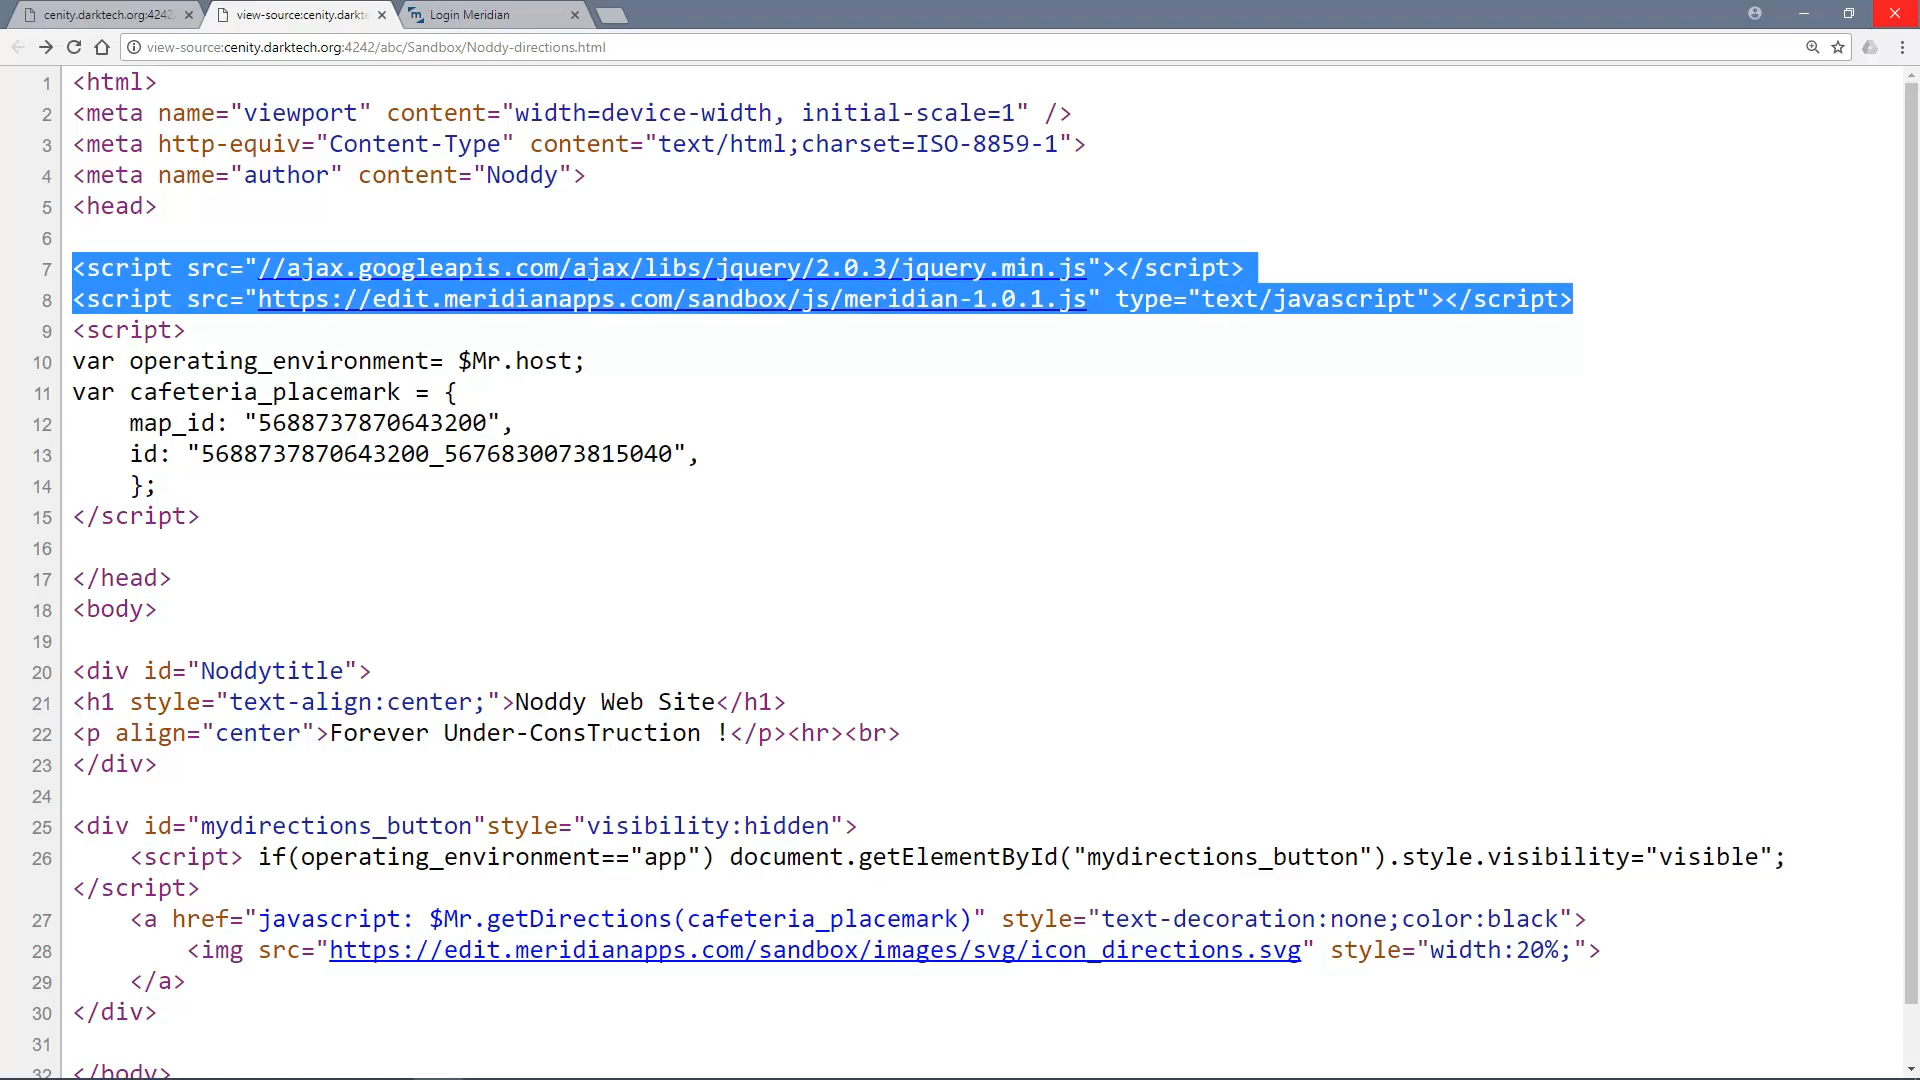 cenity.darktech.org:4242
view-source:cenity.darkte
Login Meridian
view-source:cenity.darktech.org:4242/abc/Sandbox/Noddy-directions.html
1 <html>
2 <meta name="viewport" content="width=device-width, initial-scale=1" />
3 <meta http-equiv="Content-Type" content="text/html;charset=ISO-8859-1">
4 <meta name="author" content="Noddy">
5 <head>
6
7 <script src="//ajax.googleapis.com/ajax/libs/jquery/2.0.3/jquery.min.js"></script>
8 <script src="https://edit.meridianapps.com/sandbox/js/meridian-1.0.1.js" type="text/javascript"></script>
9 <script>
10 var operating_environment= $Mr.host;
11 var cafeteria_placemark = {
12 map_id: "5688737870643200",
13 id: "5688737870643200_5676830073815040",
14 };
15 </script>
16
17 </head>
18 <body>
19
20 <div id="Noddytitle">
21 <h1 style="text-align:center;">Noddy Web Site</h1>
22 <p align="center">Forever Under-ConsTruction !</p><hr><br>
23 </div>
24
25 <div id="mydirections_button"style="visibility:hidden">
26 <script> if(operating_environment=="app") document.getElementById("mydirections_button").style.visibility="visible";
</script>
27 <a href="javascript: $Mr.getDirections(cafeteria_placemark)" style="text-decoration:none;color:black">
28 <img src="https://edit.meridianapps.com/sandbox/images/svg/icon_directions.svg" style="width:20%;">
29 </a>
30 </div>
31
32 </body>